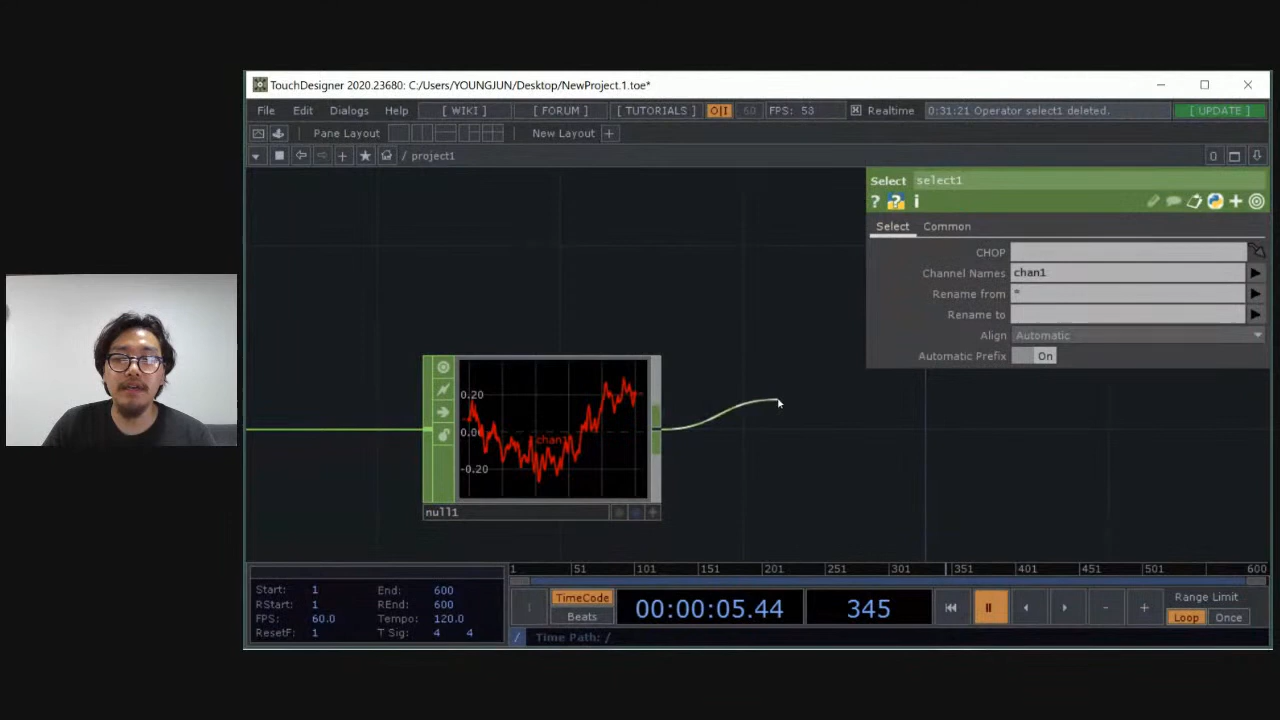 TouchDesigner 2020.23680: C:/Users/YOUNGJUN/Desktop/NewProject.1.toe*
File Edit Dialogs Help [ WIKI ] [ FORUM ] [ TUTORIALS ] O|I 60 FPS: 53 Realtime 0:31:21 Operator select1 deleted. [ UPDATE ]
Pane Layout New Layout +
/ project1 0
Select select1
? ? i
Select Common
CHOP
Channel Names chan1
Rename from *
Rename to
Align Automatic
Automatic Prefix On
0.20
0.00
chan1
-0.20
null1
1 51 101 151 201 251 301 351 401 451 501 600
Start: 1 End: 600
RStart: 1 REnd: 600
FPS: 60.0 Tempo: 120.0
ResetF: 1 T Sig: 4 4
TimeCode
Beats
00:00:05.44
345
- +
Range Limit
Loop Once
/ Time Path: /